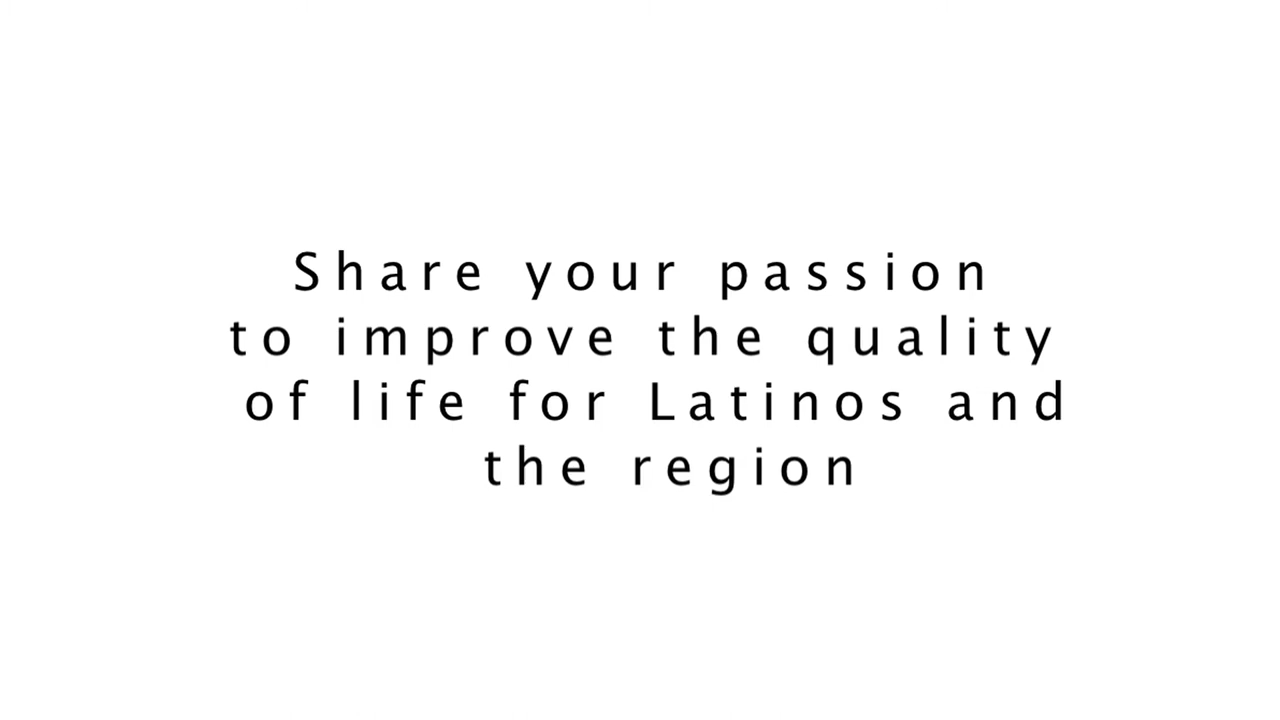 Share your passion
to improve the quality
of life for Latinos and
the region